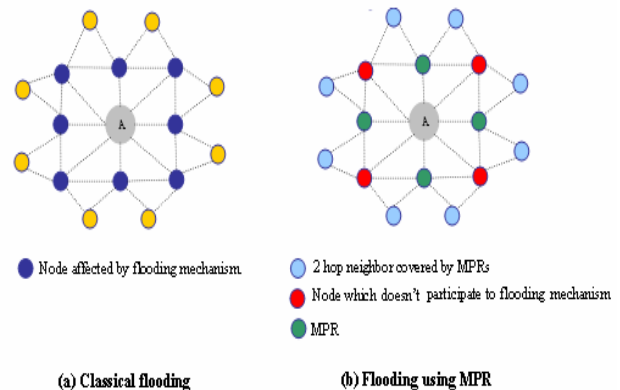 A
A
Node affected by flooding mechanism.
2 hop neighbor covered by MPRs
Node which doesn't participate to flooding mechanism
MPR
(a) Classical flooding
(b) Flooding using MPR